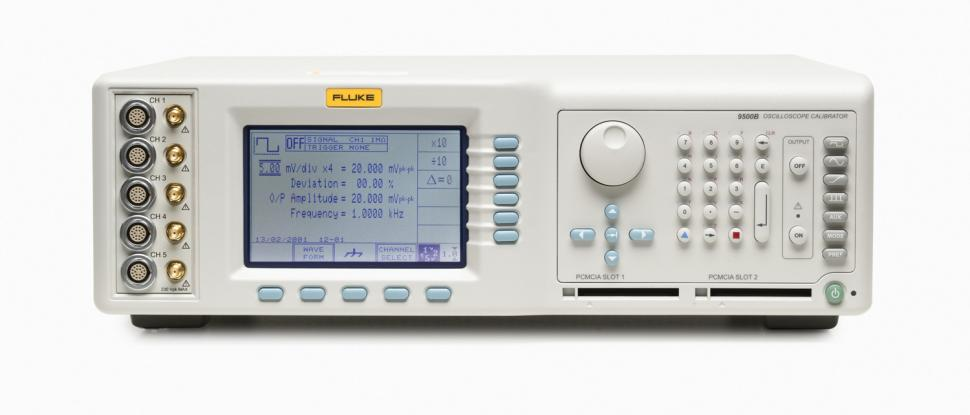 FLUKE
9500B OSCILLOSCOPE CALIBRATOR
CH 1
CH 2
CH 3
CH 4
CH 5
OFF SIGNAL CH1 1MΩ
TRIGGER NONE
5.00 mV/div x4 = 20.000 mVpk-pk
Deviation = 00.00 %
O/P Amplitude = 20.000 mVpk-pk
Frequency = 1.0000 kHz
13/02/2001 12-01
WAVE
FORM
CHANNEL
SELECT
1.0
x10
÷10
Δ=0
7 8 9
4 5 6 E
1 2 3
0 • −
OUTPUT
OFF
ON
AUX
MODE
PREF
PCMCIA SLOT 1
PCMCIA SLOT 2